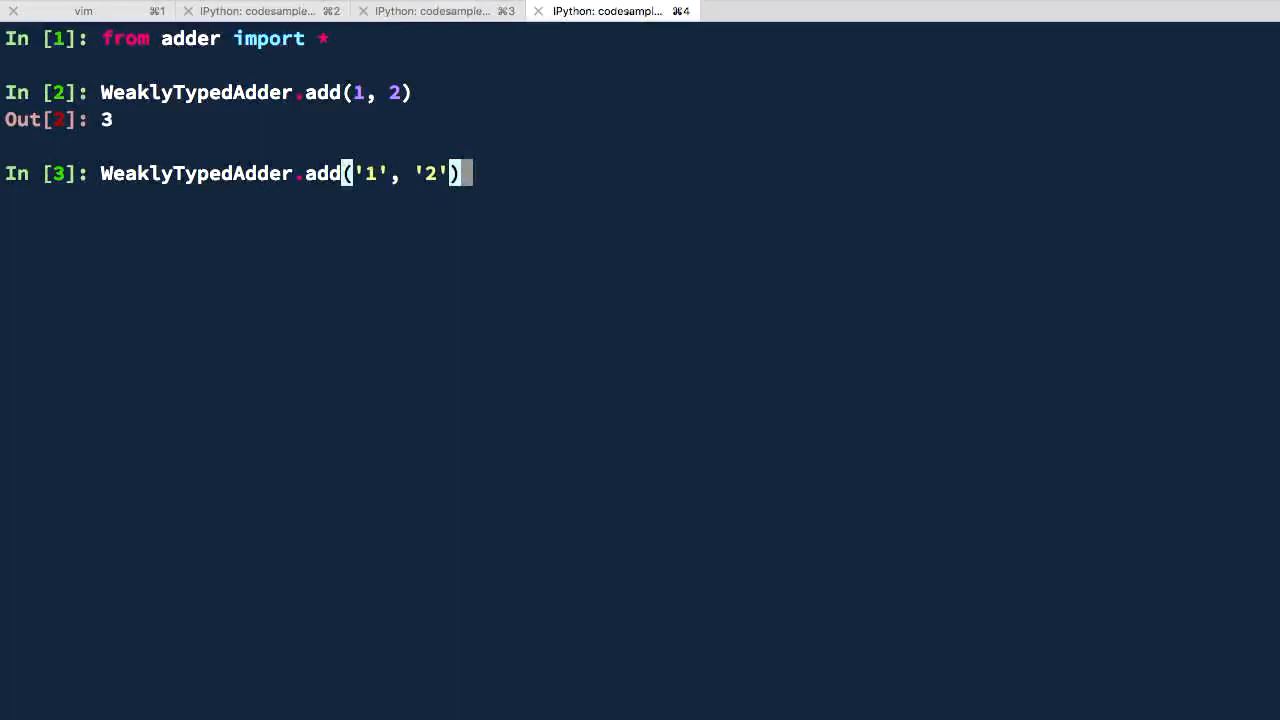 vim ⌘1 IPython: codesample... ⌘2 IPython: codesample... ⌘3 IPython: codesampl... ⌘4
In [1]: from adder import *
In [2]: WeaklyTypedAdder.add(1, 2)
Out[2]: 3
In [3]: WeaklyTypedAdder.add('1', '2')